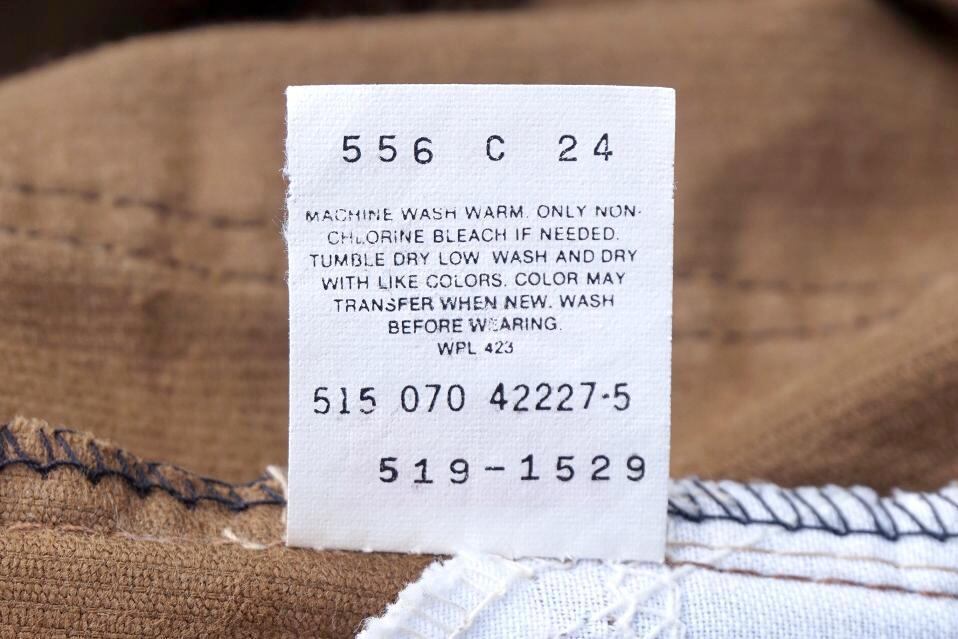 556 C 24
MACHINE WASH WARM. ONLY NON-
CHLORINE BLEACH IF NEEDED.
TUMBLE DRY LOW WASH AND DRY
WITH LIKE COLORS. COLOR MAY
TRANSFER WHEN NEW. WASH
BEFORE WEARING.
WPL 423
515 070 42227-5
519-1529